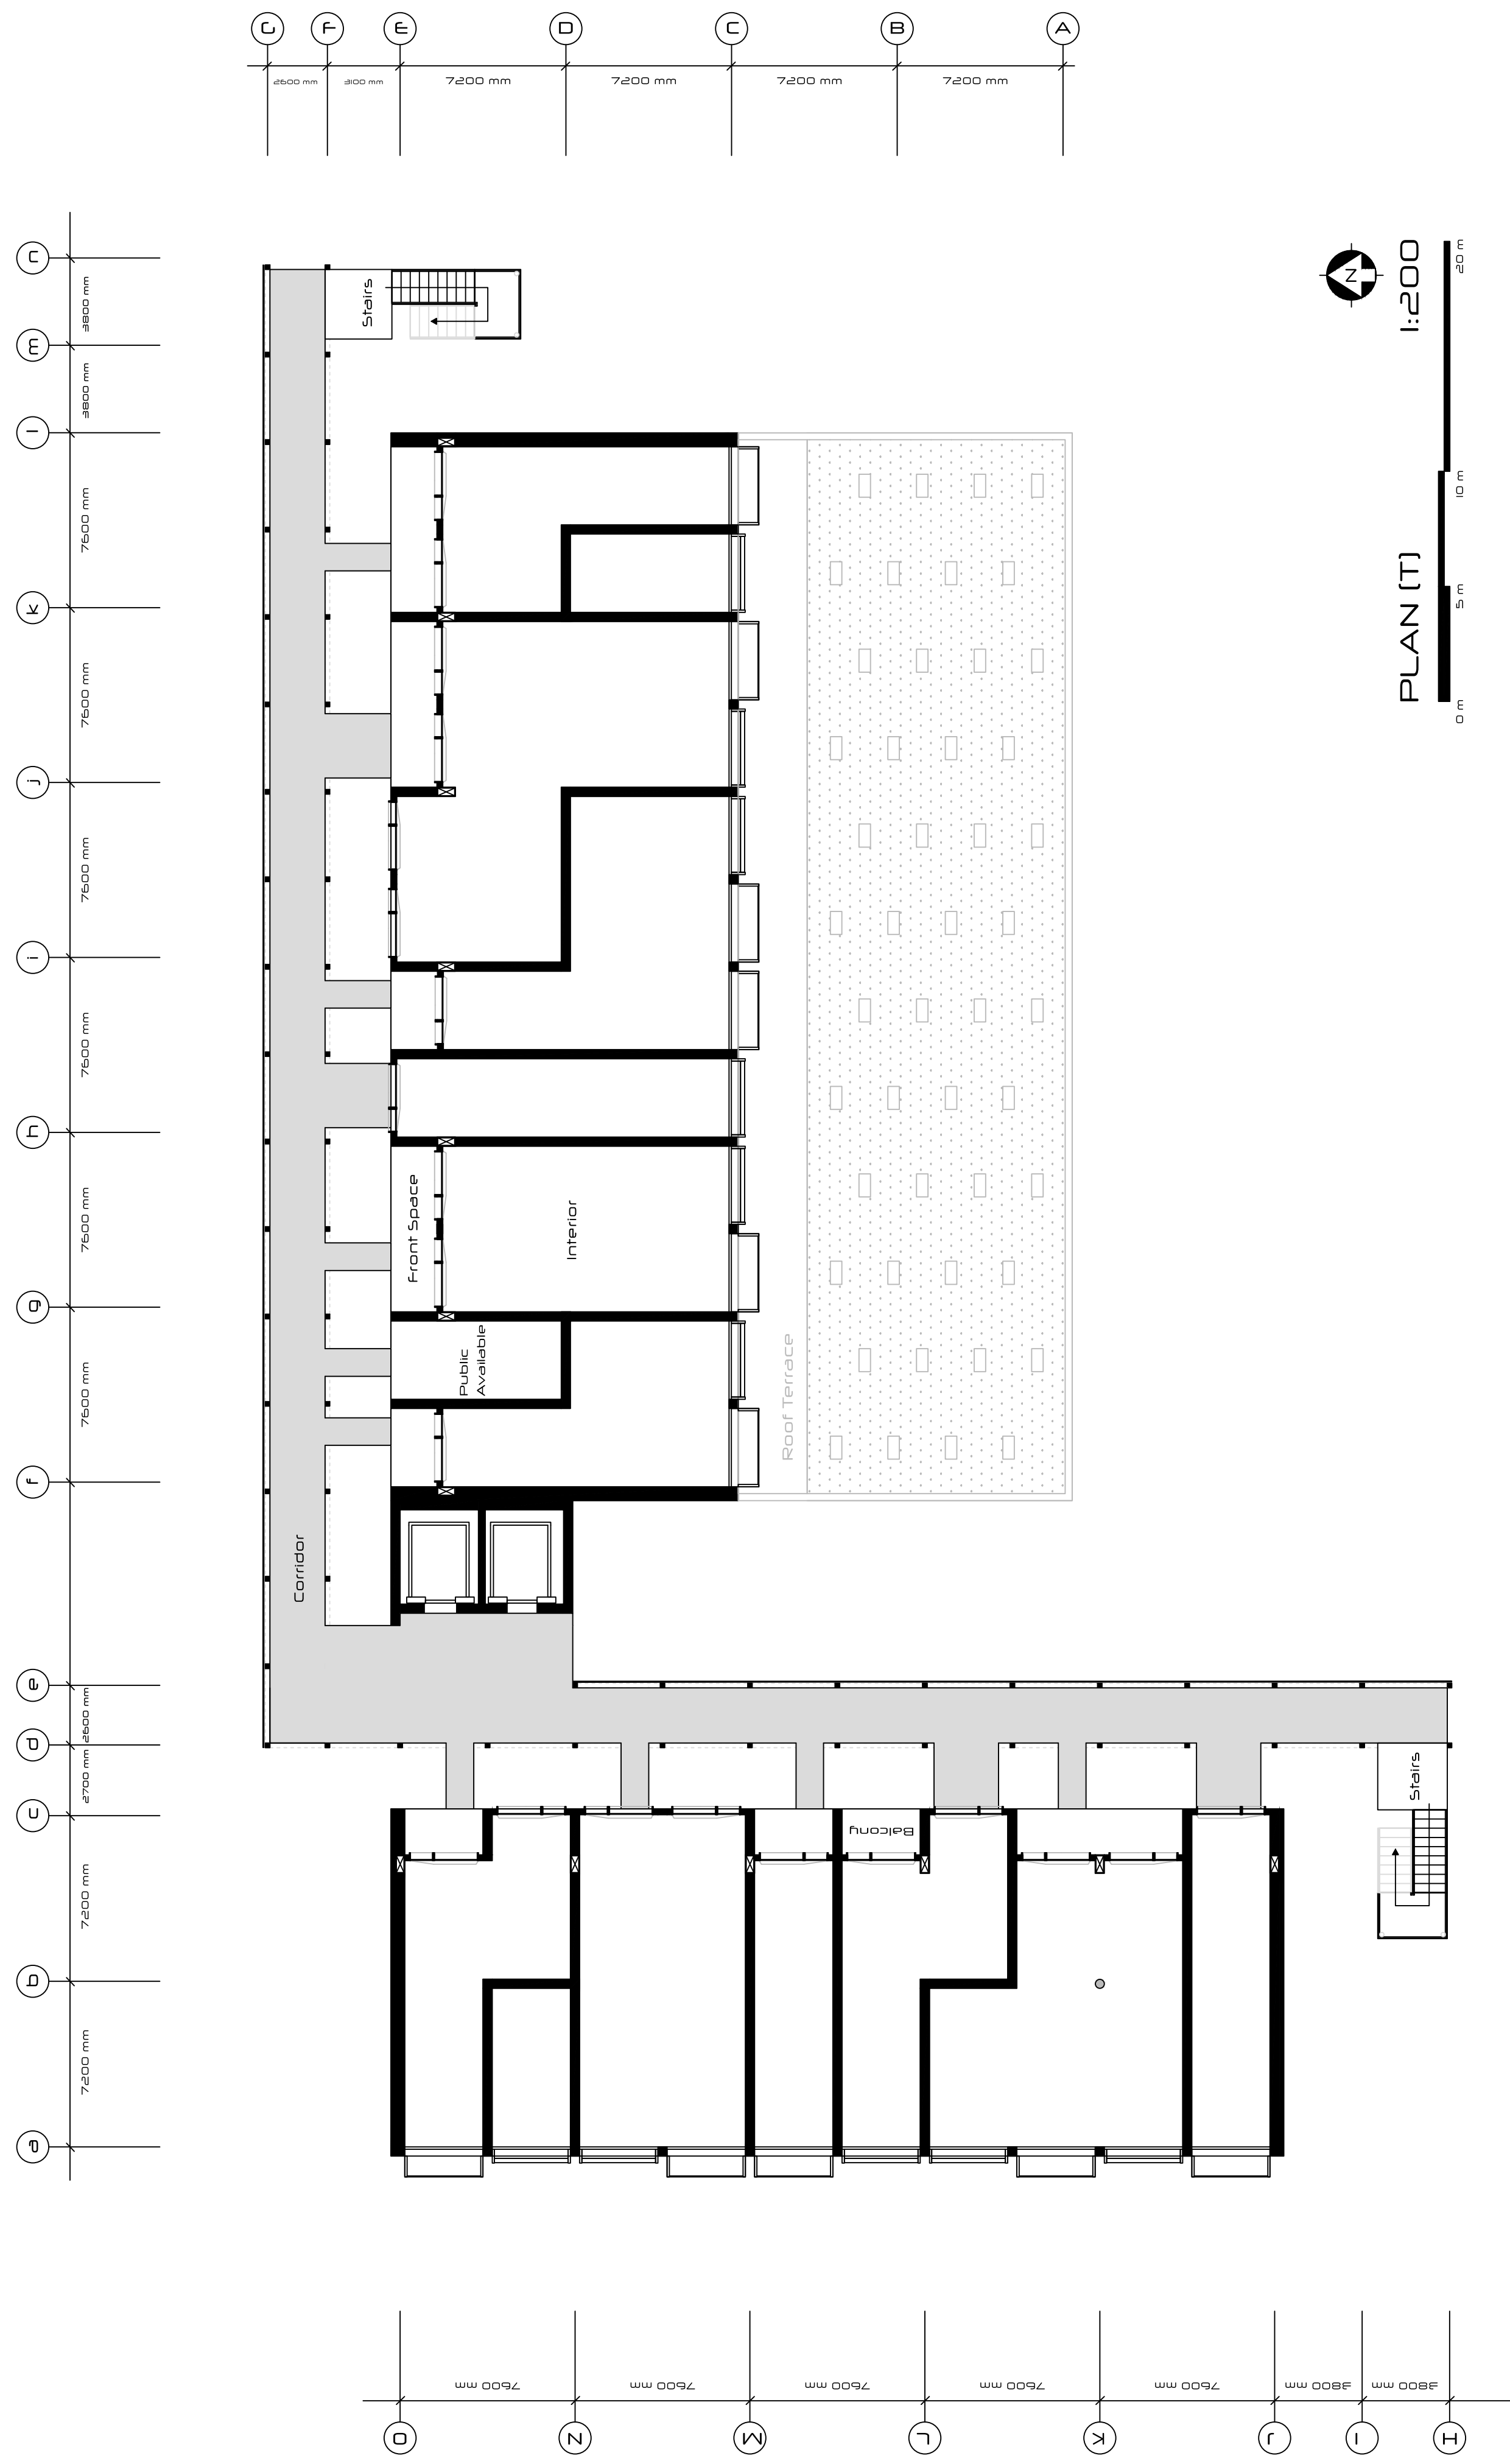 G
F
E
D
C
B
A
2600 mm
3100 mm
7200 mm
7200 mm
7200 mm
7200 mm
n
m
l
k
j
i
h
g
f
e
d
c
b
a
3800 mm
3800 mm
7600 mm
7600 mm
7600 mm
7600 mm
7600 mm
7600 mm
2600 mm
2700 mm
7200 mm
7200 mm
Stairs
Front Space
Interior
Public
Available
Roof Terrace
Corridor
Balcony
Stairs
N
PLAN (T)
1:200
0 m
5 m
10 m
20 m
7600 mm
7600 mm
7600 mm
7600 mm
7600 mm
3800 mm
3800 mm
O
N
M
L
K
J
I
H